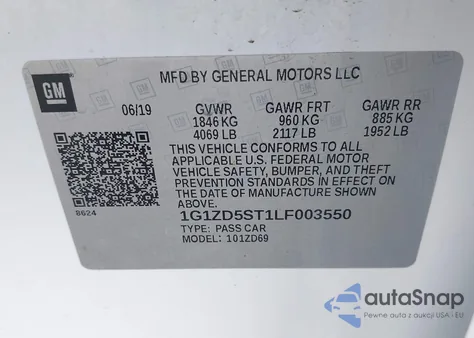 GM
MFD BY GENERAL MOTORS LLC
06/19 GVWR GAWR FRT GAWR RR
1846 KG 960 KG 885 KG
4069 LB 2117 LB 1952 LB
THIS VEHICLE CONFORMS TO ALL
APPLICABLE U.S. FEDERAL MOTOR
VEHICLE SAFETY, BUMPER, AND THEFT
PREVENTION STANDARDS IN EFFECT ON
THE DATE OF MANUFACTURE SHOWN
ABOVE.
8624
1G1ZD5ST1LF003550
TYPE: PASS CAR
MODEL: 101ZD69
autoSnap
Pewne auta z aukcji USA i EU